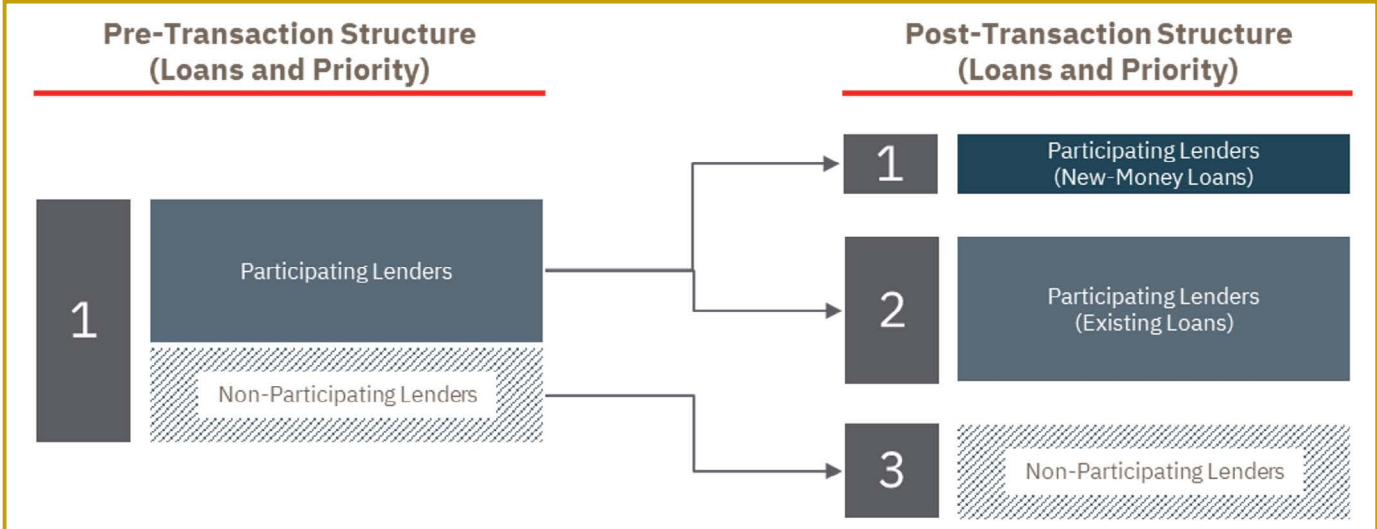 Pre-Transaction Structure
(Loans and Priority)
1
Participating Lenders
Non-Participating Lenders
Post-Transaction Structure
(Loans and Priority)
1
Participating Lenders
(New-Money Loans)
2
Participating Lenders
(Existing Loans)
3
Non-Participating Lenders